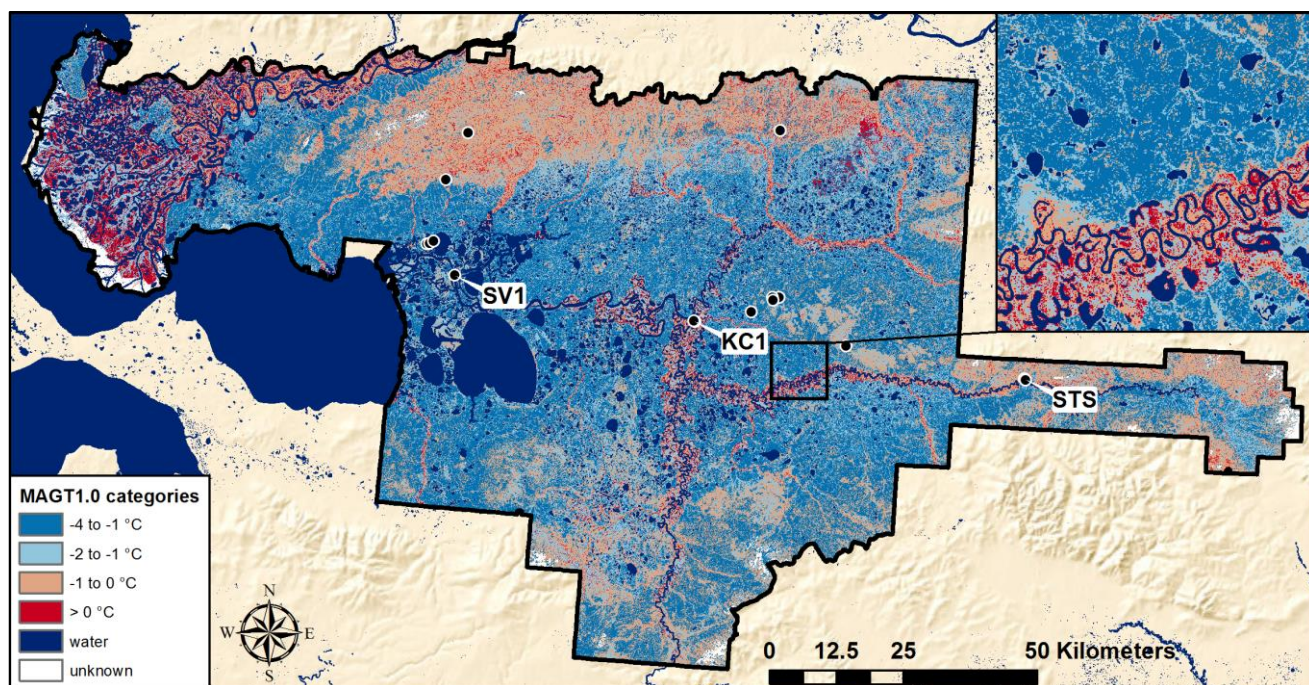 SV1
KC1
STS
MAGT1.0 categories
-4 to -1 °C
-2 to -1 °C
-1 to 0 °C
> 0 °C
water
unknown
N
W E
S
0 12.5 25 50 Kilometers